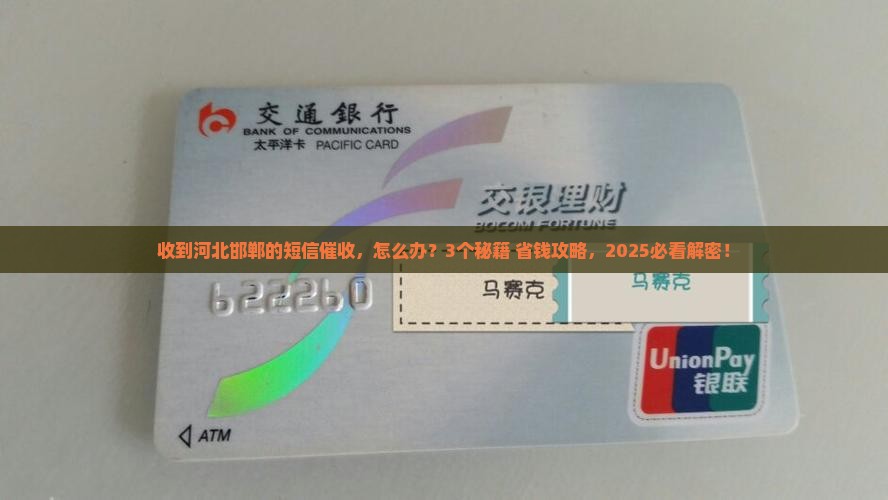 交通銀行
BANK OF COMMUNICATIONS
太平洋卡 PACIFIC CARD
交银理财
BOCOM FORTUNE
收到河北邯郸的短信催收，怎么办？3个秘籍 省钱攻略，2025必看解密！
马赛克
马赛克
622260
UnionPay
银联
ATM